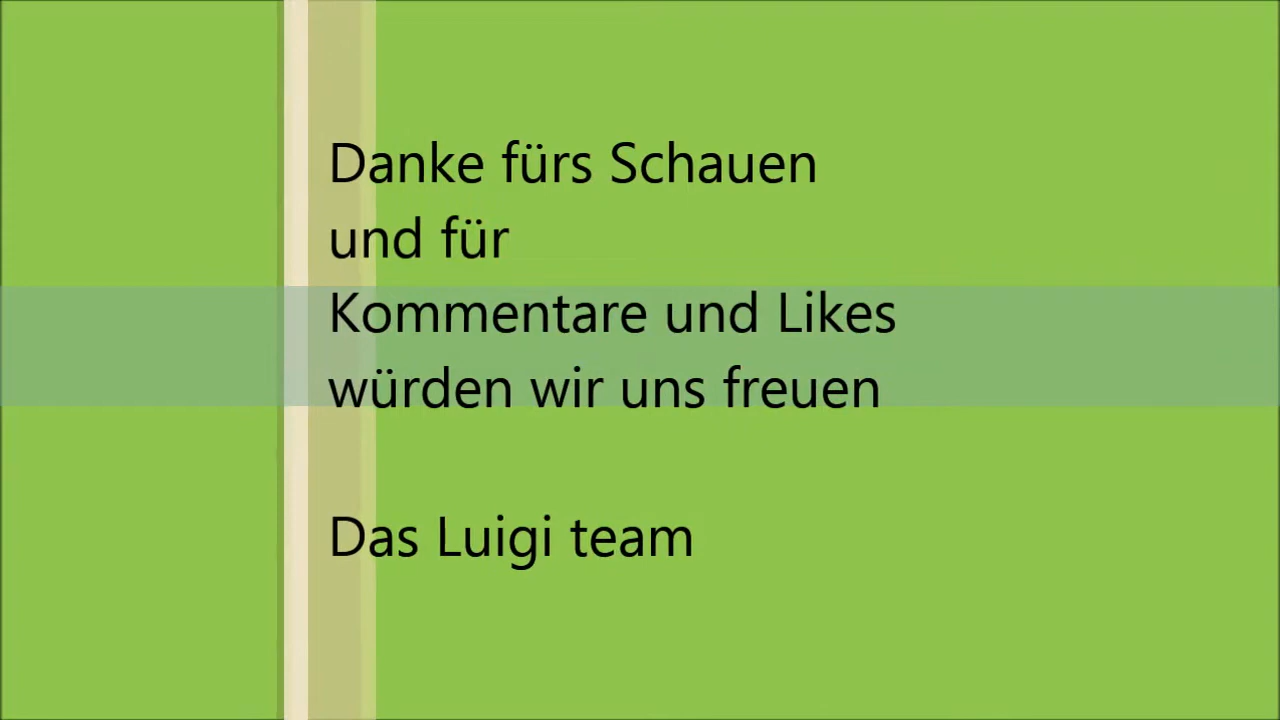 Danke fürs Schauen
und für
Kommentare und Likes
würden wir uns freuen
Das Luigi team